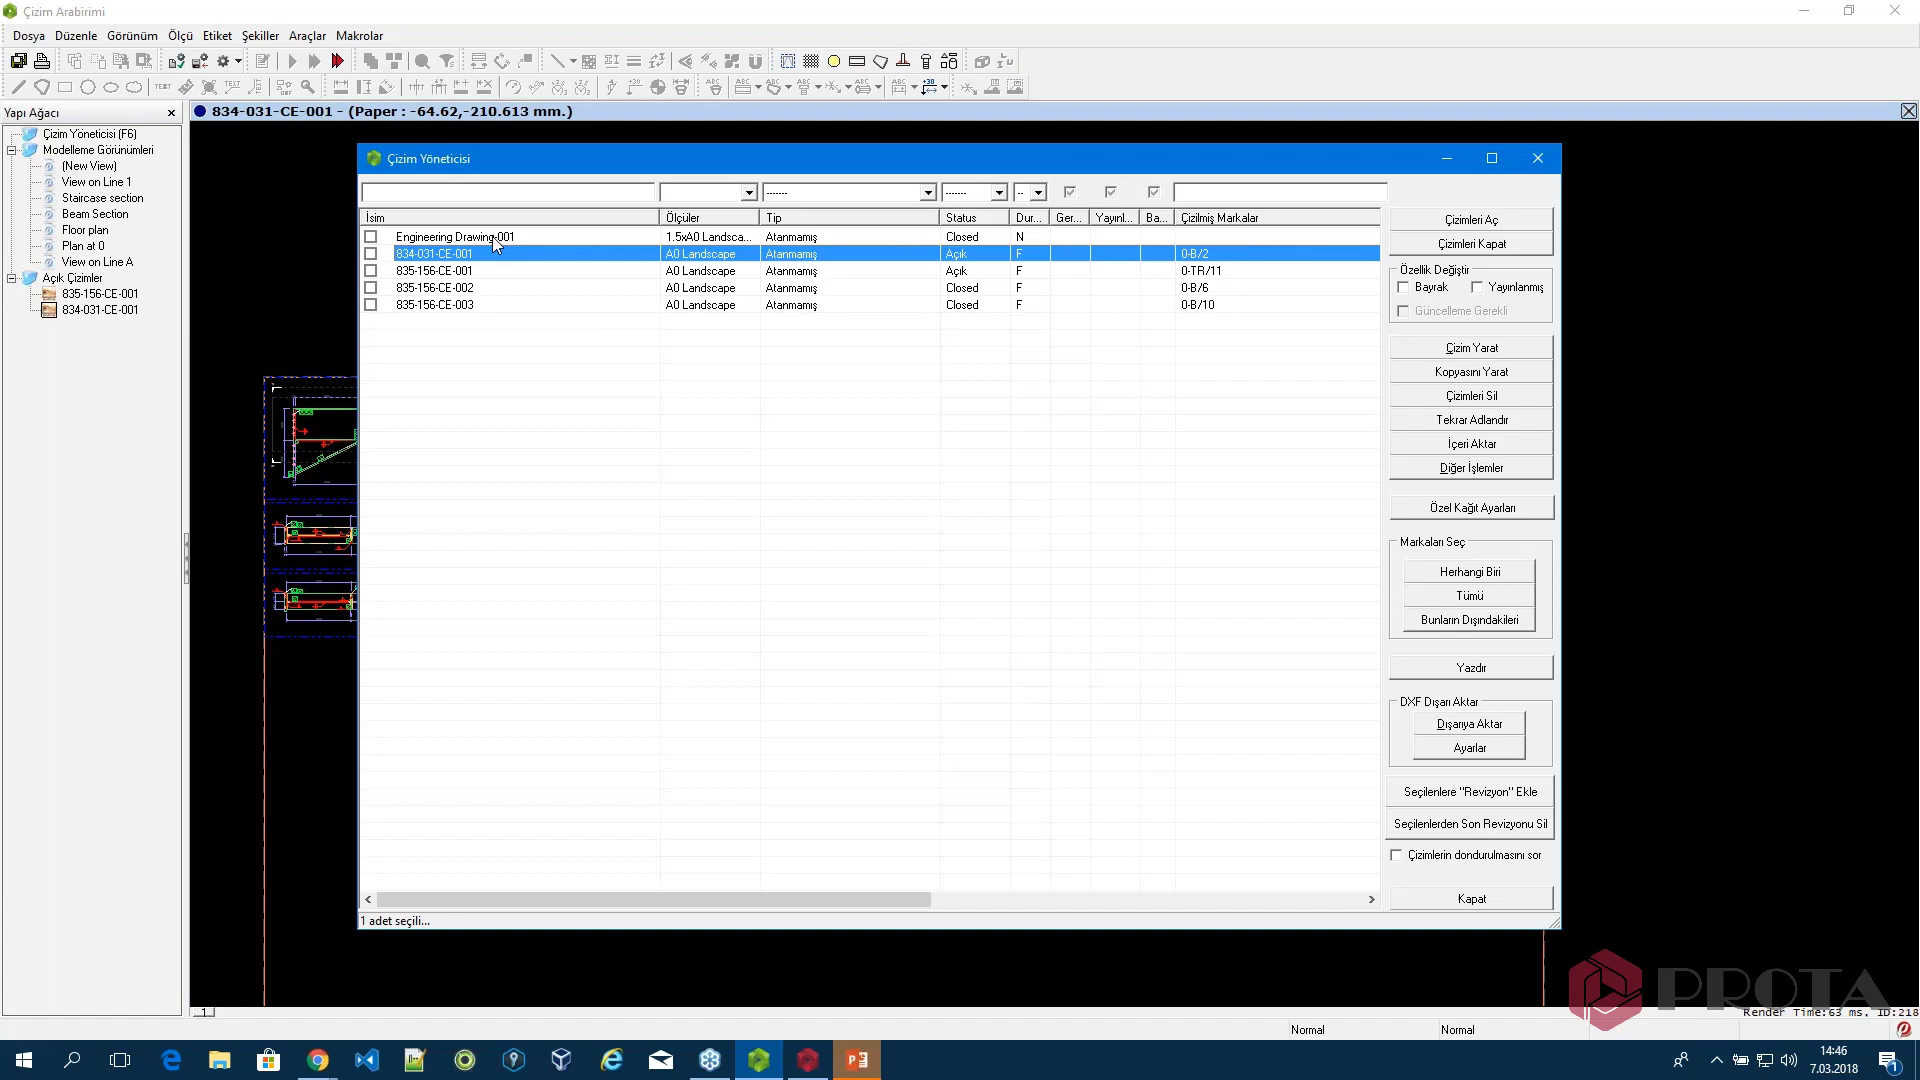 Çizim Arabirimi
Dosya Düzenle Görünüm Ölçü Etiket Şekiller Araçlar Makrolar
Yapı Ağacı
834-031-CE-001 - (Paper : -64.62,-210.613 mm.)
Çizim Yöneticisi (F6)
Modelleme Görünümleri
(New View)
View on Line 1
Staircase section
Beam Section
Floor plan
Plan at 0
View on Line A
Açık Çizimler
835-156-CE-001
834-031-CE-001
Çizim Yöneticisi
İsim Ölçüler Tip Status Dur... Ger... Yayınl... Ba... Çizilmiş Markalar
Engineering Drawing-001 1.5xA0 Landsca... Atanmamış Closed N
834-031-CE-001 A0 Landscape Atanmamış Açık F 0-B/2
835-156-CE-001 A0 Landscape Atanmamış Açık F 0-TR/11
835-156-CE-002 A0 Landscape Atanmamış Closed F 0-B/6
835-156-CE-003 A0 Landscape Atanmamış Closed F 0-B/10
1 adet seçili...
Çizimleri Aç
Çizimleri Kapat
Özellik Değiştir
Bayrak Yayınlanmış
Güncelleme Gerekli
Çizim Yarat
Kopyasını Yarat
Çizimleri Sil
Tekrar Adlandır
İçeri Aktar
Diğer İşlemler
Özel Kağıt Ayarları
Markaları Seç
Herhangi Biri
Tümü
Bunların Dışındakileri
Yazdır
DXF Dışarı Aktar
Dışarıya Aktar
Ayarlar
Seçilenlere "Revizyon" Ekle
Seçilenlerden Son Revizyonu Sil
Çizimlerin dondurulmasını sor
Kapat
PROTA
1
Render Time:63 ms. ID:218
Normal Normal
14:46
7.03.2018
1